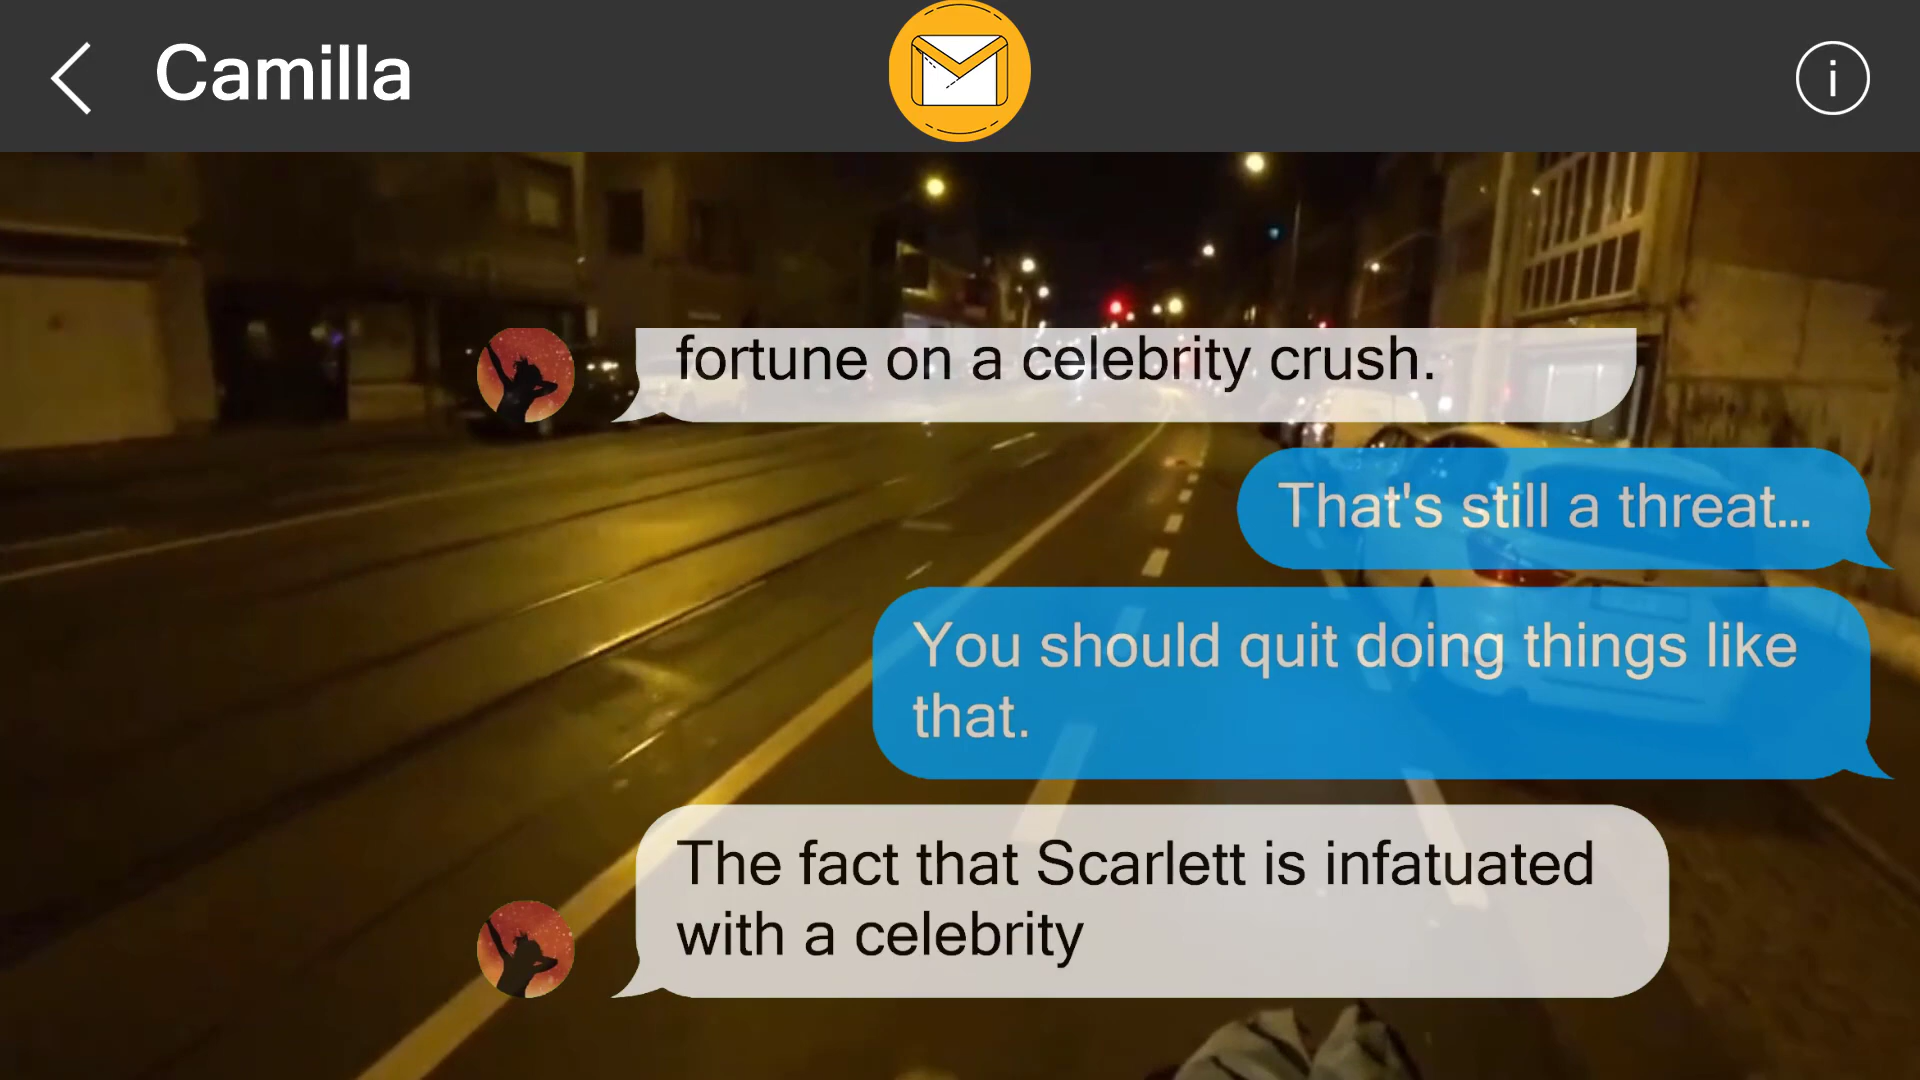 Camilla
fortune on a celebrity crush.
That's still a threat...
You should quit doing things like
that.
The fact that Scarlett is infatuated
with a celebrity